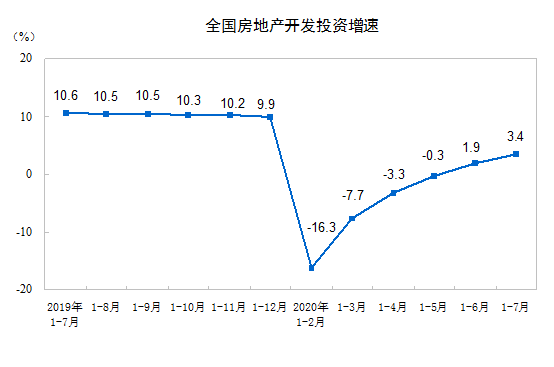 全国房地产开发投资增速
(%)
20
10
0
-10
-20
10.6
10.5
10.5
10.3
10.2
9.9
-16.3
-7.7
-3.3
-0.3
1.9
3.4
2019年
1-7月
1-8月
1-9月
1-10月
1-11月
1-12月
2020年
1-2月
1-3月
1-4月
1-5月
1-6月
1-7月